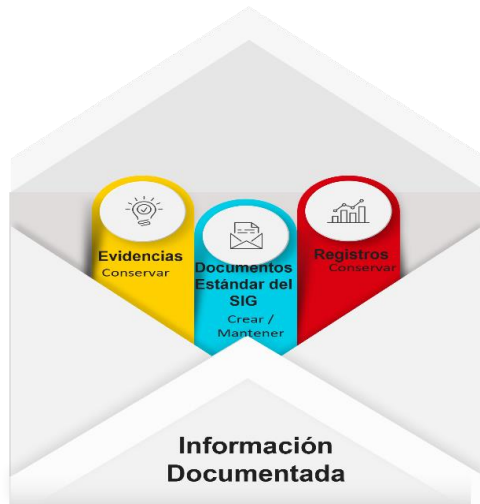 Evidencias
Conservar
Documentos
Estándar del
SIG
Crear /
Mantener
Registros
Conservar
Información
Documentada